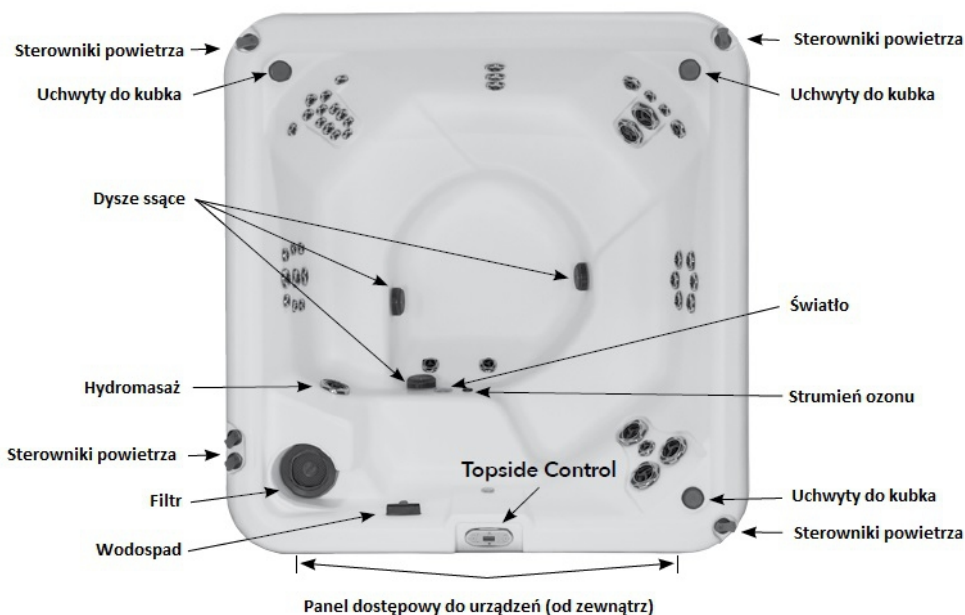 Sterowniki powietrza
Sterowniki powietrza
Uchwyty do kubka
Uchwyty do kubka
Dysze ssące
Światło
Hydromasaż
Strumień ozonu
Sterowniki powietrza
Topside Control
Filtr
Uchwyty do kubka
Wodospad
Sterowniki powietrza
Panel dostępowy do urządzeń (od zewnątrz)